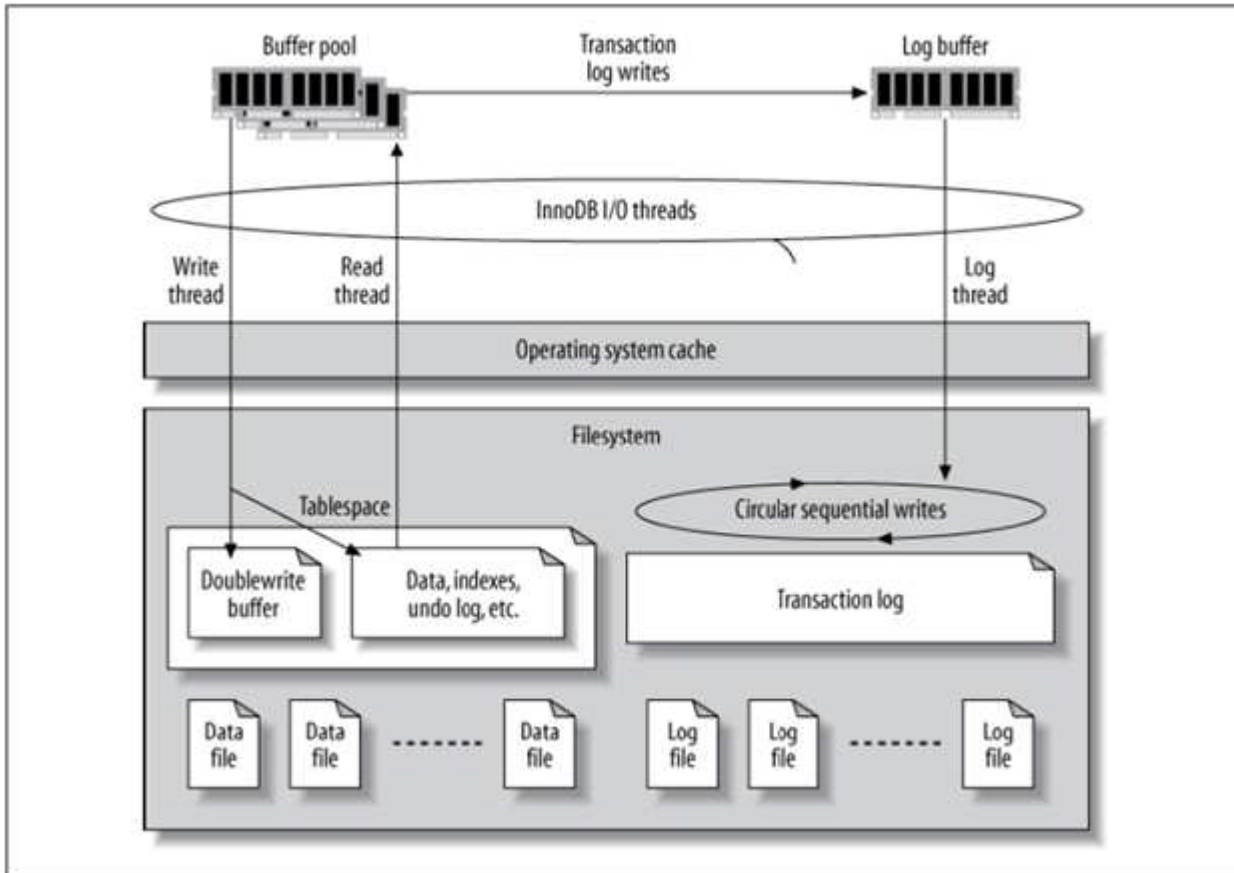 Buffer pool
Transaction
log writes
Log buffer
InnoDB I/O threads
Write
thread
Read
thread
Log
thread
Operating system cache
Filesystem
Tablespace
Circular sequential writes
Doublewrite
buffer
Data, indexes,
undo log, etc.
Transaction log
Data
file
Data
file
Data
file
Log
file
Log
file
Log
file